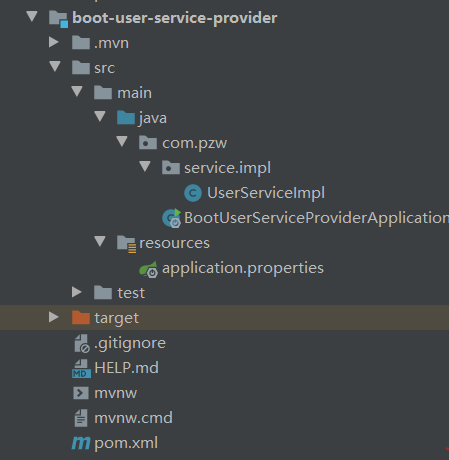 boot-user-service-provider
.mvn
src
main
java
com.pzw
service.impl
C UserServiceImpl
BootUserServiceProviderApplication
resources
application.properties
test
target
.gitignore
MD HELP.md
mvnw
mvnw.cmd
m pom.xml